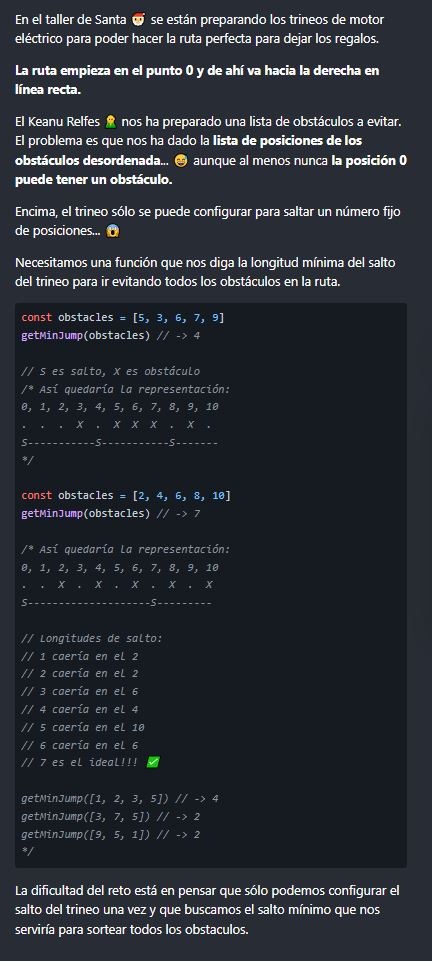 En el taller de Santa 🎅 se están preparando los trineos de motor
eléctrico para poder hacer la ruta perfecta para dejar los regalos.
La ruta empieza en el punto 0 y de ahí va hacia la derecha en
línea recta.
El Keanu Relfes 🧝 nos ha preparado una lista de obstáculos a evitar.
El problema es que nos ha dado la lista de posiciones de los
obstáculos desordenada... 😅 aunque al menos nunca la posición 0
puede tener un obstáculo.
Encima, el trineo sólo se puede configurar para saltar un número fijo
de posiciones... 😱
Necesitamos una función que nos diga la longitud mínima del salto
del trineo para ir evitando todos los obstáculos en la ruta.
const obstacles = [5, 3, 6, 7, 9]
getMinJump(obstacles) // -> 4
// S es salto, X es obstáculo
/* Así quedaría la representación:
0, 1, 2, 3, 4, 5, 6, 7, 8, 9, 10
. . . X . X X X . X .
S-----------S-----------S-------
*/
const obstacles = [2, 4, 6, 8, 10]
getMinJump(obstacles) // -> 7
/* Así quedaría la representación:
0, 1, 2, 3, 4, 5, 6, 7, 8, 9, 10
. . X . X . X . X . X
S---------------------S---------
// Longitudes de salto:
// 1 caería en el 2
// 2 caería en el 2
// 3 caería en el 6
// 4 caería en el 4
// 5 caería en el 10
// 6 caería en el 6
// 7 es el ideal!!! ✅
getMinJump([1, 2, 3, 5]) // -> 4
getMinJump([3, 7, 5]) // -> 2
getMinJump([9, 5, 1]) // -> 2
*/
La dificultad del reto está en pensar que sólo podemos configurar el
salto del trineo una vez y que buscamos el salto mínimo que nos
serviría para sortear todos los obstaculos.